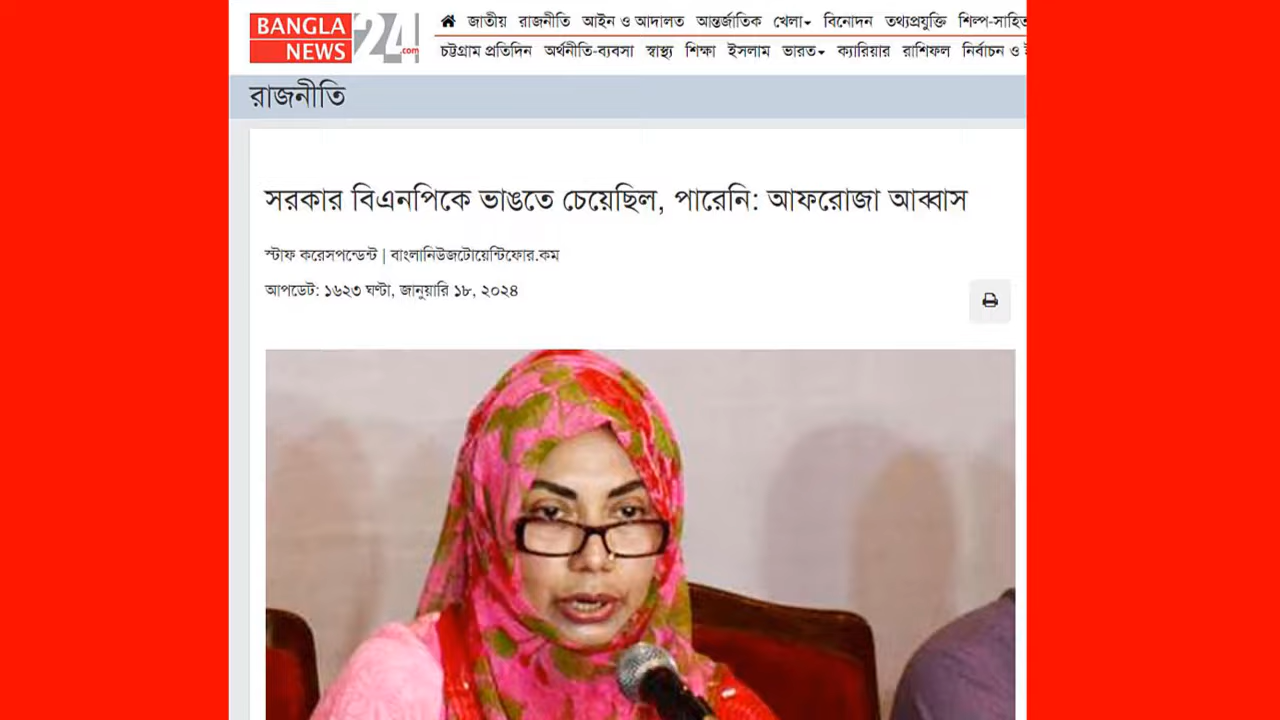 BANGLA
NEWS 24.com
জাতীয় রাজনীতি আইন ও আদালত আন্তর্জাতিক খেলা বিনোদন তথ্যপ্রযুক্তি শিল্প-সাহিত
চট্টগ্রাম প্রতিদিন অর্থনীতি-ব্যবসা স্বাস্থ্য শিক্ষা ইসলাম ভারত ক্যারিয়ার রাশিফল নির্বাচন ও
রাজনীতি
সরকার বিএনপিকে ভাঙতে চেয়েছিল, পারেনি: আফরোজা আব্বাস
স্টাফ করেসপন্ডেন্ট | বাংলানিউজটোয়েন্টিফোর.কম
আপডেট: ১৬২৩ ঘণ্টা, জানুয়ারি ১৮, ২০২৪